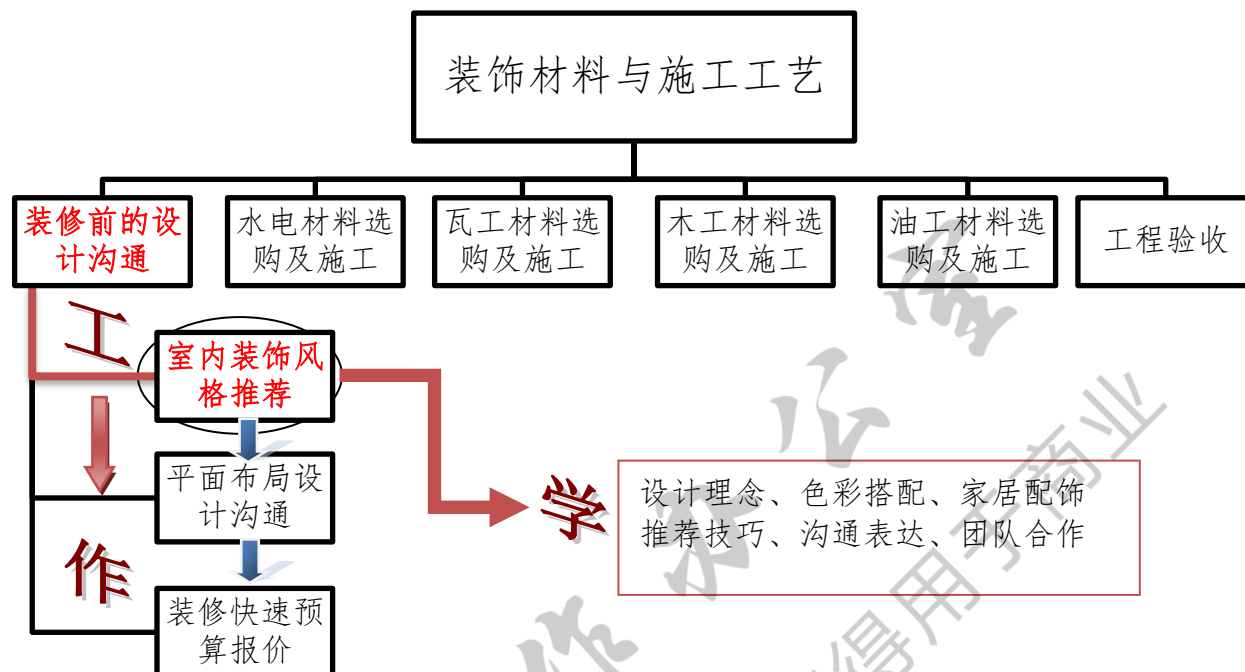 装饰材料与施工工艺
装修前的设
计沟通
水电材料选
购及施工
瓦工材料选
购及施工
木工材料选
购及施工
油工材料选
购及施工
工程验收
工
室内装饰风
格推荐
平面布局设
计沟通
作
装修快速预
算报价
学
设计理念、色彩搭配、家居配饰
推荐技巧、沟通表达、团队合作
作办公室
得用于商业